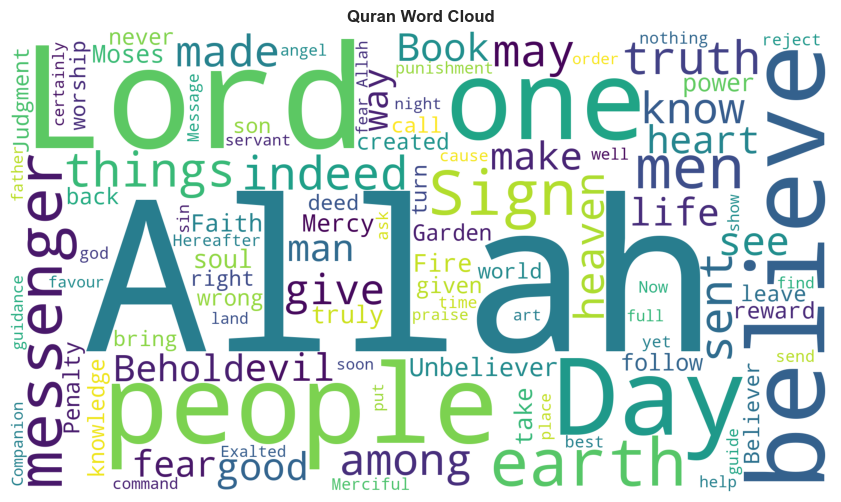 Quran Word Cloud
never
Moses
made
angel
Book
may
nothing
reject
truth
order
punishment
power
certainly
worship
Judgment
Lord
Message
fear Allah
way
night
son
servant
call
created
one
know
heart
believe
father
things
indeed
cause
make
well
men
back
messenger
sin
deed
turn
Sign
life
show
Faith
Mercy
ask
Garden
heaven
see
Hereafter
god
man
soul
Allah
Fire
world
sent
find
favour
right
give
given
Now
leave
guidance
wrong
time
reward
land
truly
praise
art
full
bring
yet
Penalty
Behold
evil
soon
Unbeliever
follow
send
knowledge
people
put
Day
Believer
Companion
take
place
best
guide
Exalted
fear
good
among
earth
help
command
Merciful